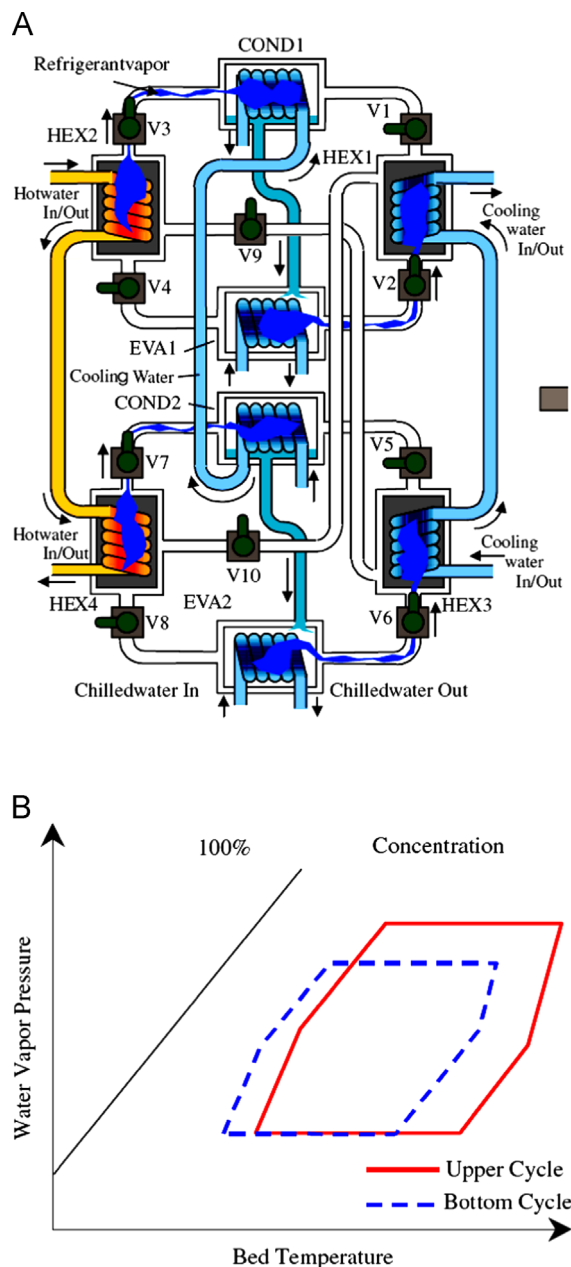 A
COND1
Refrigerantvapor
V3
V1
HEX2
HEX1
Hotwater
In/Out
Cooling
water
In/Out
V9
V4
V2
EVA1
Cooling Water
COND2
V7
V5
Hotwater
In/Out
Cooling
water
In/Out
V10
HEX4
EVA2
HEX3
V8
V6
Chilledwater In
Chilledwater Out
B
100%
Concentration
Water Vapor Pressure
Upper Cycle
Bottom Cycle
Bed Temperature